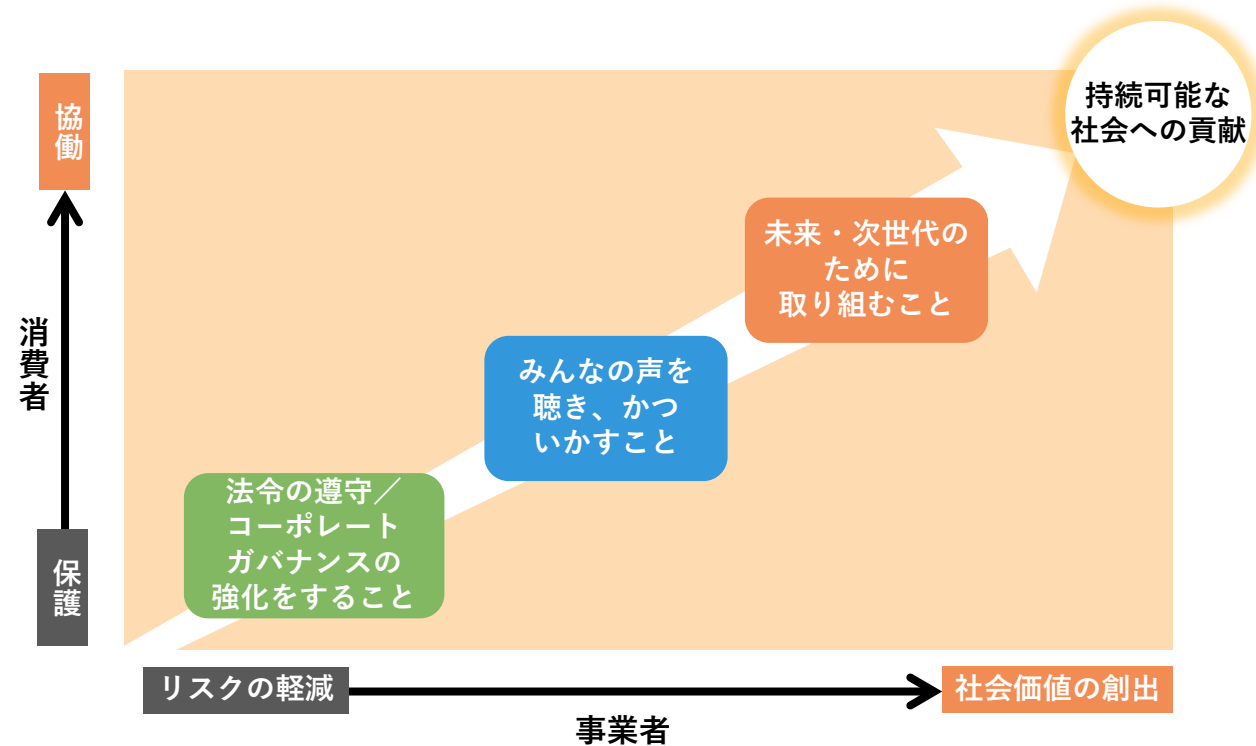 協働
消費者
保護
持続可能な
社会への貢献
未来・次世代の
ために
取り組むこと
みんなの声を
聴き、かつ
いかすこと
法令の遵守／
コーポレート
ガバナンスの
強化をすること
リスクの軽減
社会価値の創出
事業者